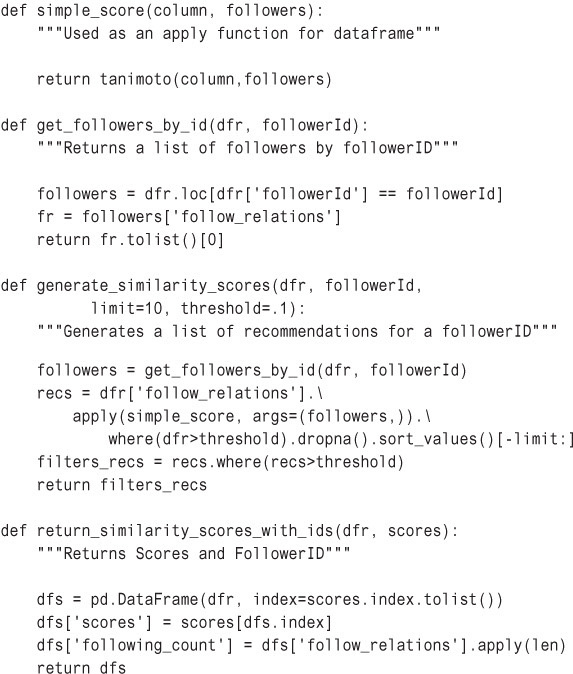 def simple_score(column, followers):
    """Used as an apply function for dataframe"""

    return tanimoto(column,followers)

def get_followers_by_id(dfr, followerId):
    """Returns a list of followers by followerID"""

    followers = dfr.loc[dfr['followerId'] == followerId]
    fr = followers['follow_relations']
    return fr.tolist()[0]

def generate_similarity_scores(dfr, followerId,
          limit=10, threshold=.1):
    """Generates a list of recommendations for a followerID"""

    followers = get_followers_by_id(dfr, followerId)
    recs = dfr['follow_relations'].\
        apply(simple_score, args=(followers,)).\
            where(dfr>threshold).dropna().sort_values()[-limit:]
    filters_recs = recs.where(recs>threshold)
    return filters_recs

def return_similarity_scores_with_ids(dfr, scores):
    """Returns Scores and FollowerID"""

    dfs = pd.DataFrame(dfr, index=scores.index.tolist())
    dfs['scores'] = scores[dfs.index]
    dfs['following_count'] = dfs['follow_relations'].apply(len)
    return dfs